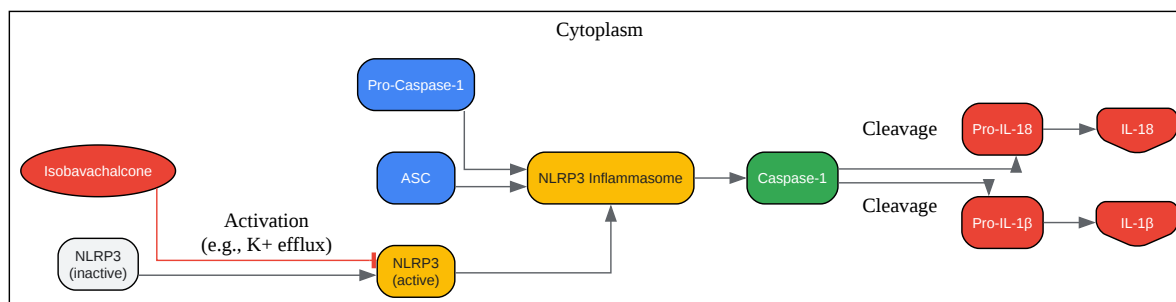 Cytoplasm
Pro-Caspase-1
Cleavage
Pro-IL-18
IL-18
Isobavachalcone
ASC
NLRP3 Inflammasome
Caspase-1
Cleavage
Pro-IL-1β
IL-1β
Activation
(e.g., K+ efflux)
NLRP3
(inactive)
NLRP3
(active)